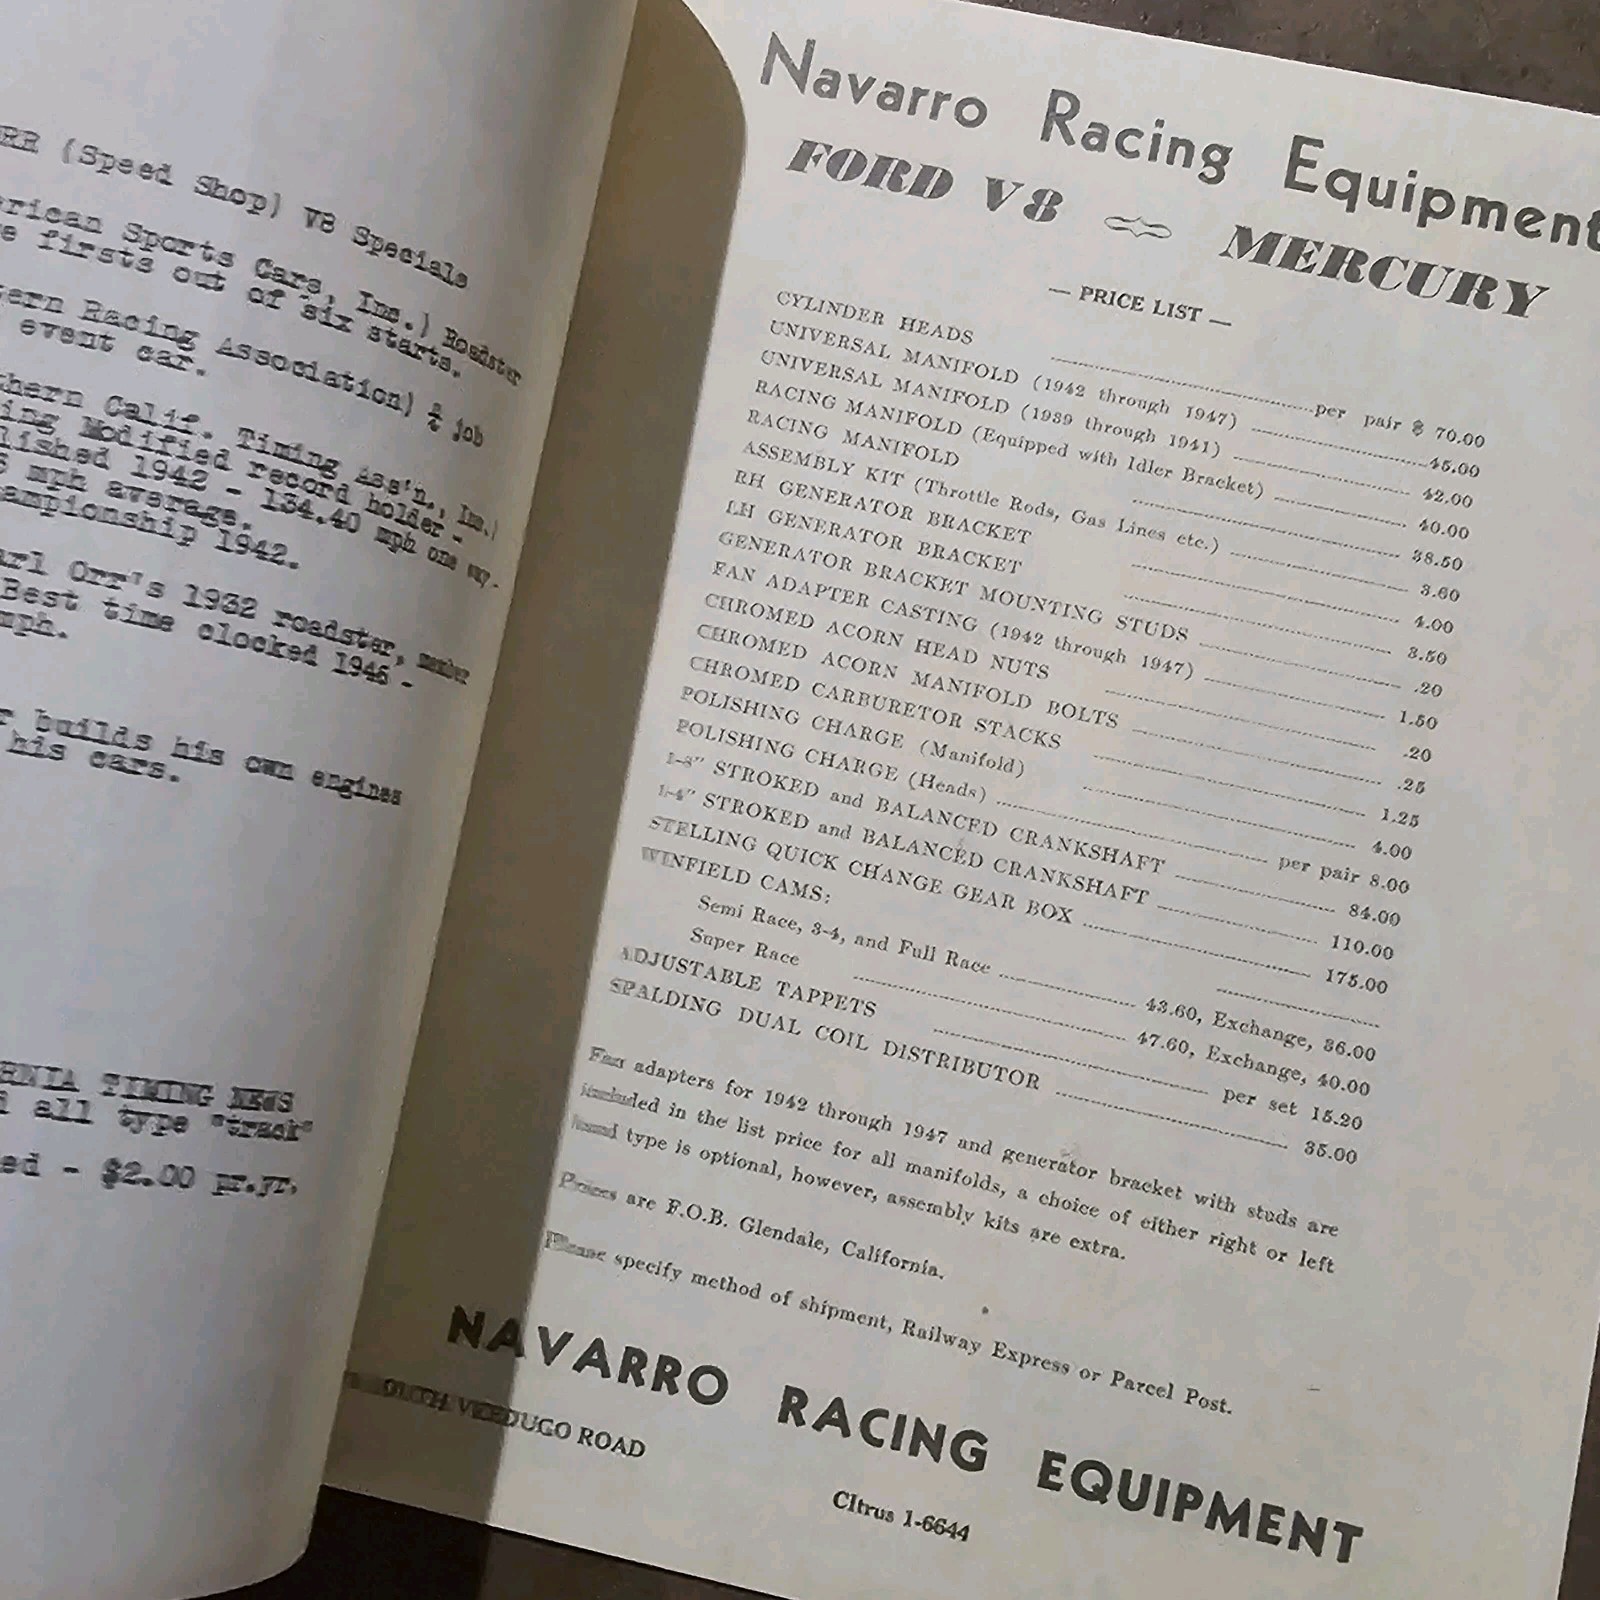 (Speed Shop) V8 Specials
Sports Cars, Inc.) Roadster
firsts out of six starts.
Racing Association) ¾ job
event car.
Calif. Timing Ass'n., Inc.)
Modified record holder -
1942 - 134.40 mph one way.
mph average.
1942.
Orr's 1932 roadster, member
Best time clocked 1946 -
mph.
builds his own engines
his cars.
TIMING NEWS
all type "track"
- $2.00 pr.yr.
Navarro Racing Equipment
FORD V8 MERCURY
— PRICE LIST —
CYLINDER HEADS per pair $ 70.00
UNIVERSAL MANIFOLD (1942 through 1947) 45.00
UNIVERSAL MANIFOLD (1939 through 1941) 42.00
RACING MANIFOLD (Equipped with Idler Bracket) 40.00
RACING MANIFOLD 38.50
ASSEMBLY KIT (Throttle Rods, Gas Lines etc.) 3.60
RH GENERATOR BRACKET 4.00
LH GENERATOR BRACKET 3.50
GENERATOR BRACKET MOUNTING STUDS .20
FAN ADAPTER CASTING (1942 through 1947) 1.50
CHROMED ACORN HEAD NUTS .20
CHROMED ACORN MANIFOLD BOLTS .25
CHROMED CARBURETOR STACKS 1.25
POLISHING CHARGE (Manifold) 4.00
POLISHING CHARGE (Heads) per pair 8.00
1-8" STROKED and BALANCED CRANKSHAFT 84.00
1-4" STROKED and BALANCED CRANKSHAFT 110.00
STELLING QUICK CHANGE GEAR BOX 175.00
WINFIELD CAMS:
Semi Race, 3-4, and Full Race 43.60, Exchange, 36.00
Super Race 47.60, Exchange, 40.00
ADJUSTABLE TAPPETS per set 15.20
SPALDING DUAL COIL DISTRIBUTOR 35.00
Fan adapters for 1942 through 1947 and generator bracket with studs are
included in the list price for all manifolds, a choice of either right or left
hand type is optional, however, assembly kits are extra.
Prices are F.O.B. Glendale, California.
Please specify method of shipment, Railway Express or Parcel Post.
NAVARRO RACING EQUIPMENT
VERDUGO ROAD
CItrus 1-6644